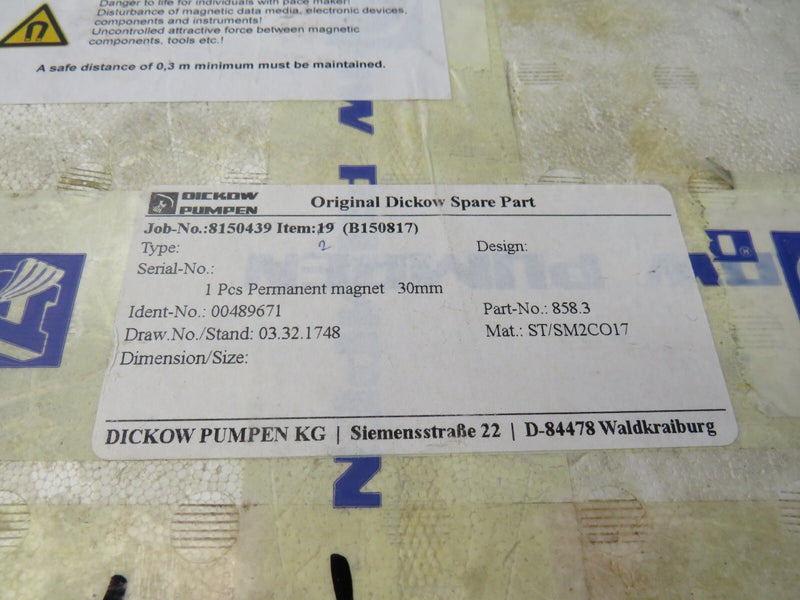 Danger to life for individuals with pace maker!
Disturbance of magnetic data media, electronic devices,
components and instruments!
Uncontrolled attractive force between magnetic
components, tools etc.!
A safe distance of 0,3 m minimum must be maintained.
DICKOW
PUMPEN
Original Dickow Spare Part
Job-No.:8150439 Item:19 (B150817)
Type:
2
Design:
Serial-No.:
1 Pcs Permanent magnet 30mm
Ident-No.: 00489671
Part-No.: 858.3
Draw.No./Stand: 03.32.1748
Mat.: ST/SM2CO17
Dimension/Size:
DICKOW PUMPEN KG | Siemensstraße 22 | D-84478 Waldkraiburg